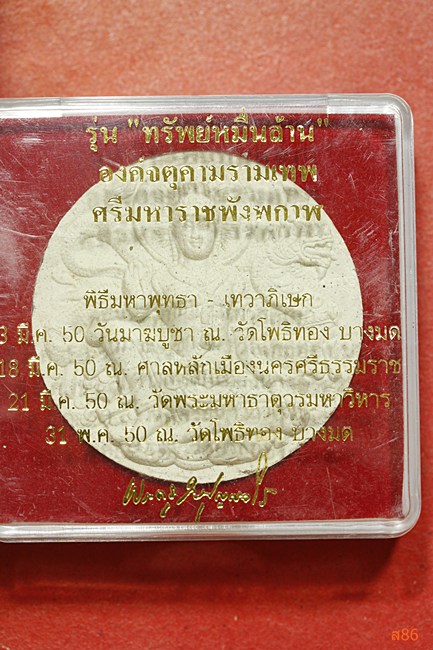 รุ่น "ทรัพย์หมื่นล้าน"
องค์จตุคามรามเทพ
ศรีมหาราชพังพกาฬ
พิธีมหาพุทธา - เทวาภิเษก
3 มี.ค. 50 วันมาฆบูชา ณ. วัดโพธิทอง บางมด
18 มี.ค. 50 ณ. ศาลหลักเมืองนครศรีธรรมราช
21 มี.ค. 50 ณ. วัดพระมหาธาตุวรมหาวิหาร
31 พ.ค. 50 ณ. วัดโพธิทอง บางมด
ส86